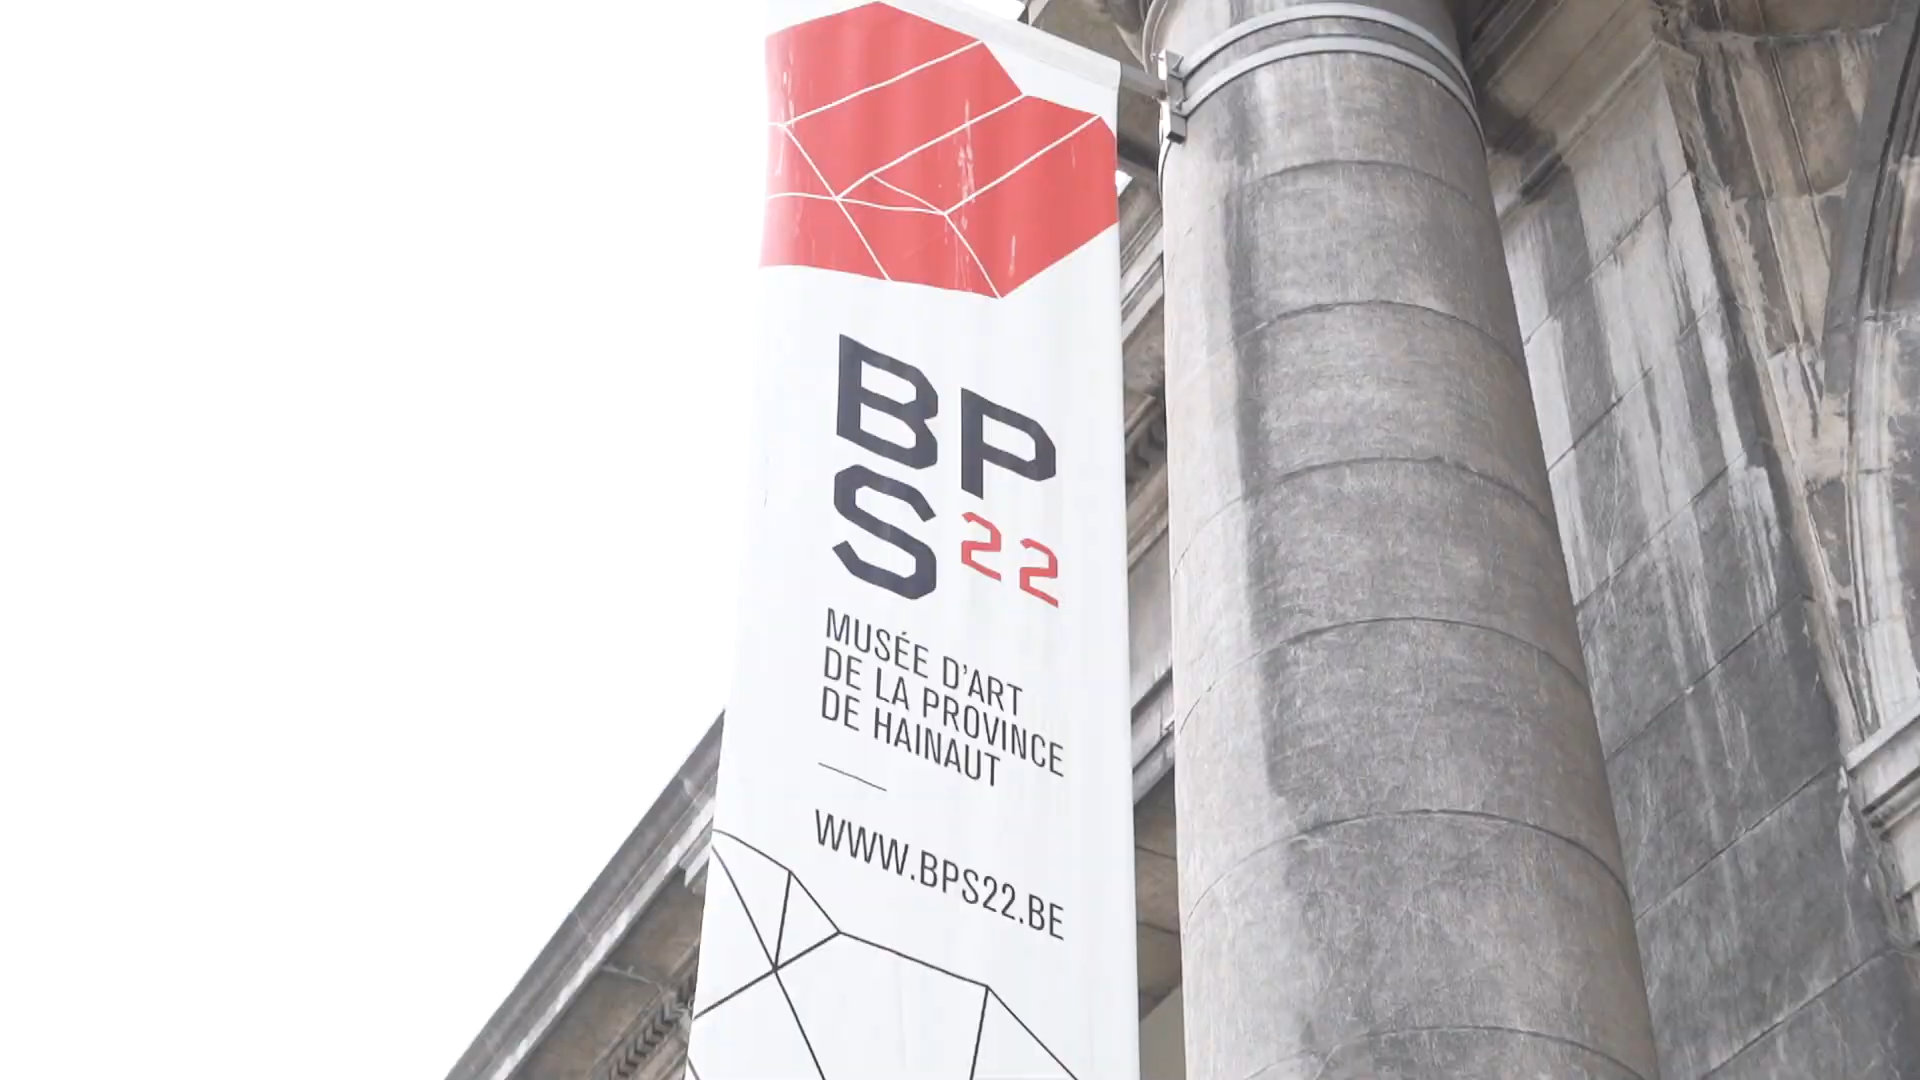 BP
S22
MUSÉE D'ART
DE LA PROVINCE
DE HAINAUT
WWW.BPS22.BE